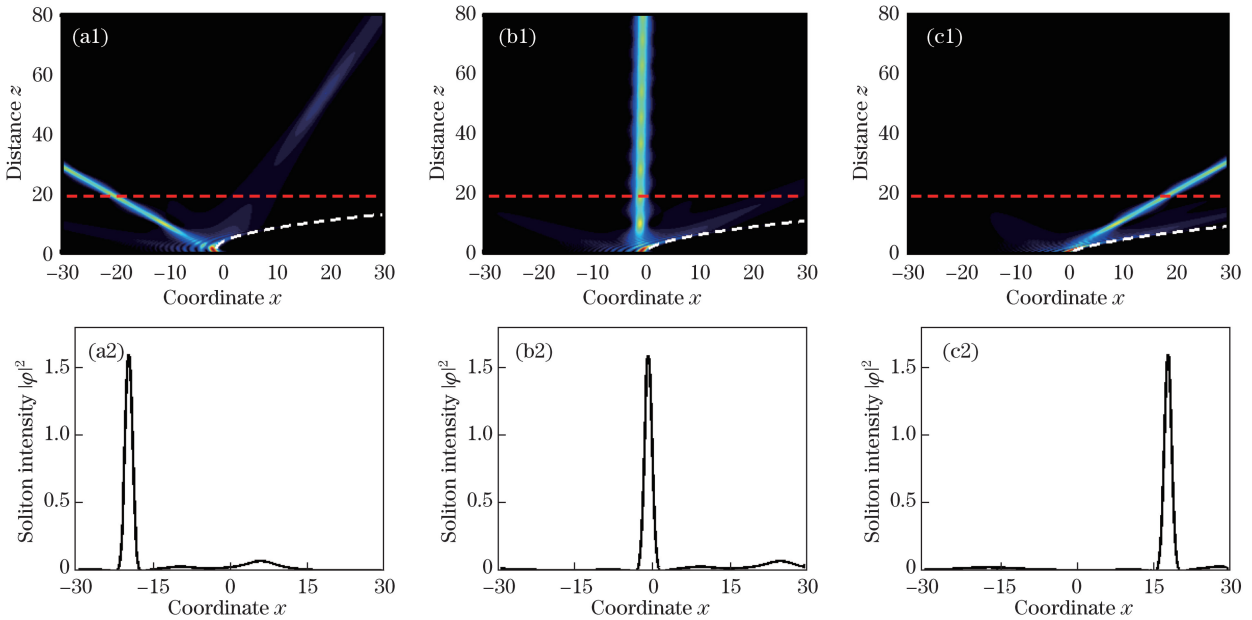 80
60
40
20
0
Distance z
(a1)
−30 −20 −10 0 10 20 30
Coordinate x
80
60
40
20
0
Distance z
(b1)
−30 −20 −10 0 10 20 30
Coordinate x
80
60
40
20
0
Distance z
(c1)
−30 −20 −10 0 10 20 30
Coordinate x
1.5
1.0
0.5
0
Soliton intensity |φ|²
(a2)
−30 −15 0 15 30
Coordinate x
1.5
1.0
0.5
0
Soliton intensity |φ|²
(b2)
−30 −15 0 15 30
Coordinate x
1.5
1.0
0.5
0
Soliton intensity |φ|²
(c2)
−30 −15 0 15 30
Coordinate x